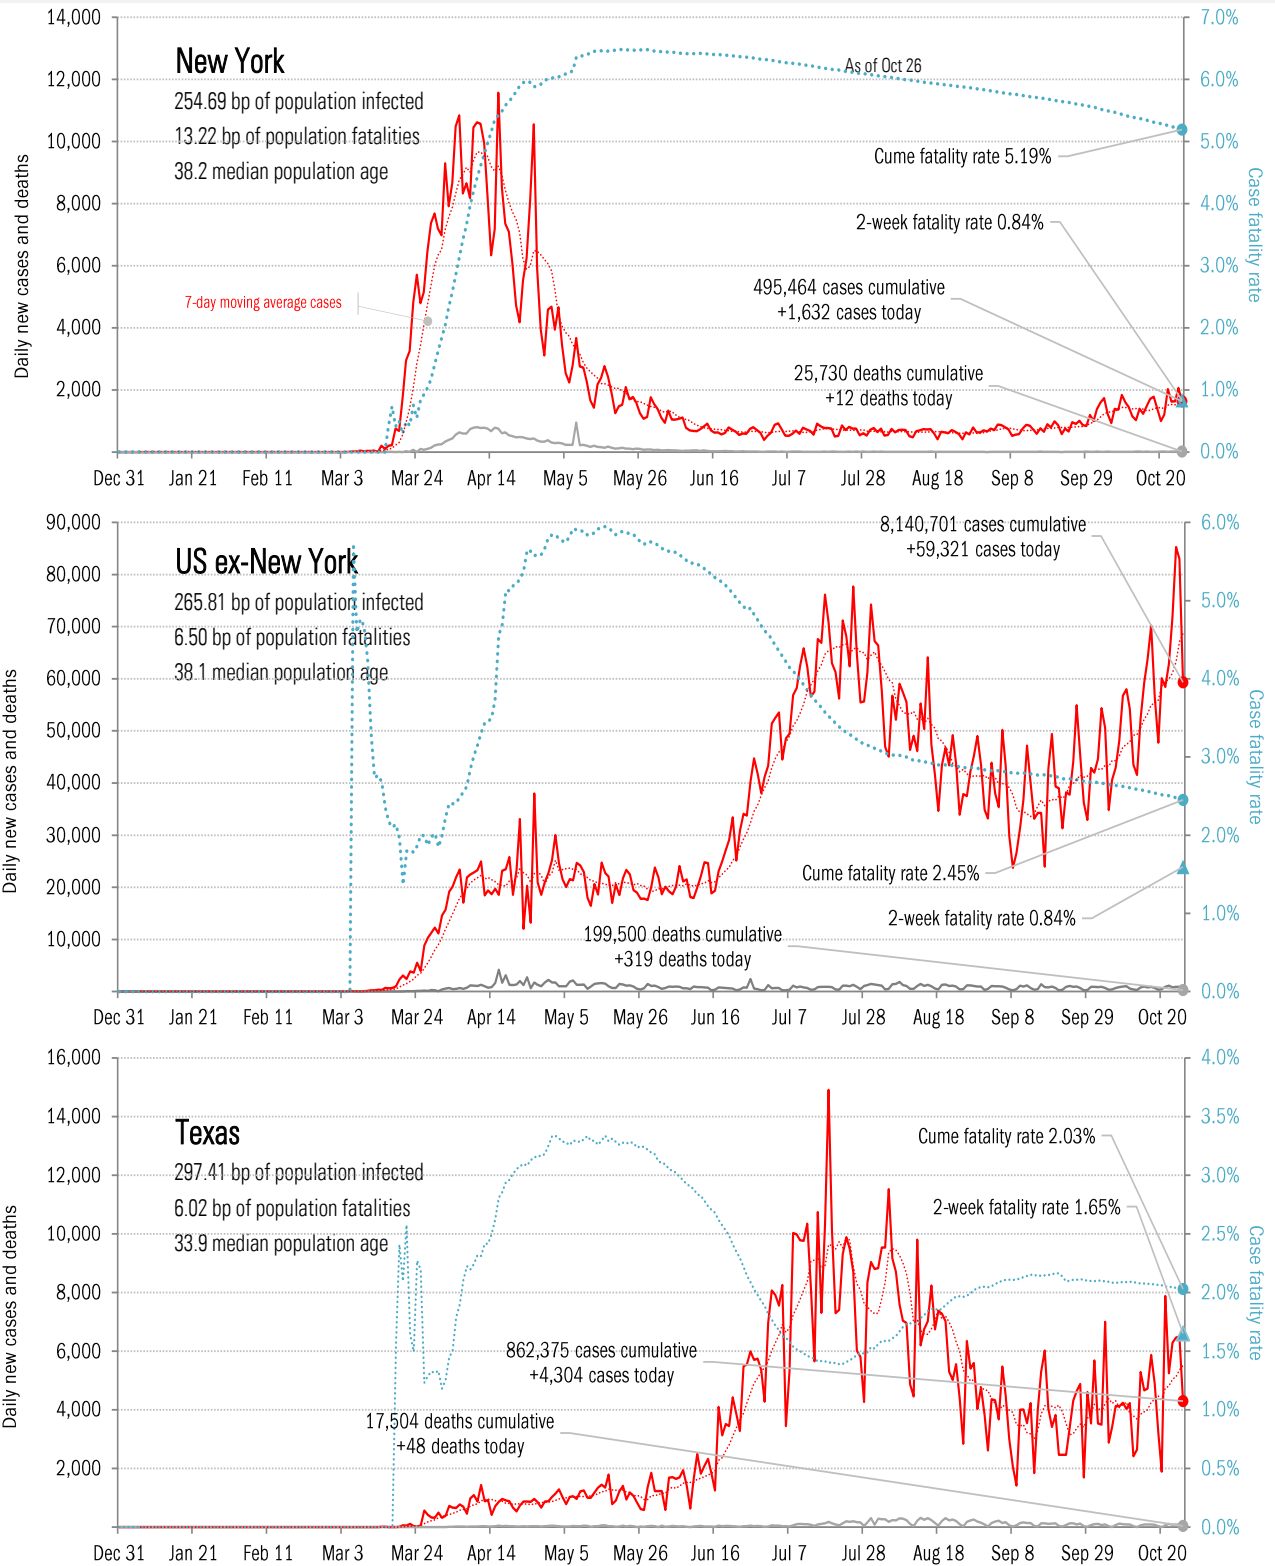 14,000
12,000
10,000
8,000
6,000
4,000
2,000
7.0%
6.0%
5.0%
4.0%
3.0%
2.0%
1.0%
0.0%
Daily new cases and deaths
Case fatality rate
New York
254.69 bp of population infected
13.22 bp of population fatalities
38.2 median population age
7-day moving average cases
As of Oct 26
Cume fatality rate 5.19%
2-week fatality rate 0.84%
495,464 cases cumulative
+1,632 cases today
25,730 deaths cumulative
+12 deaths today
Dec 31 Jan 21 Feb 11 Mar 3 Mar 24 Apr 14 May 5 May 26 Jun 16 Jul 7 Jul 28 Aug 18 Sep 8 Sep 29 Oct 20
90,000
80,000
70,000
60,000
50,000
40,000
30,000
20,000
10,000
6.0%
5.0%
4.0%
3.0%
2.0%
1.0%
0.0%
Daily new cases and deaths
Case fatality rate
US ex-New York
265.81 bp of population infected
6.50 bp of population fatalities
38.1 median population age
8,140,701 cases cumulative
+59,321 cases today
Cume fatality rate 2.45%
2-week fatality rate 0.84%
199,500 deaths cumulative
+319 deaths today
Dec 31 Jan 21 Feb 11 Mar 3 Mar 24 Apr 14 May 5 May 26 Jun 16 Jul 7 Jul 28 Aug 18 Sep 8 Sep 29 Oct 20
16,000
14,000
12,000
10,000
8,000
6,000
4,000
2,000
4.0%
3.5%
3.0%
2.5%
2.0%
1.5%
1.0%
0.5%
0.0%
Daily new cases and deaths
Case fatality rate
Texas
297.41 bp of population infected
6.02 bp of population fatalities
33.9 median population age
Cume fatality rate 2.03%
2-week fatality rate 1.65%
862,375 cases cumulative
+4,304 cases today
17,504 deaths cumulative
+48 deaths today
Dec 31 Jan 21 Feb 11 Mar 3 Mar 24 Apr 14 May 5 May 26 Jun 16 Jul 7 Jul 28 Aug 18 Sep 8 Sep 29 Oct 20